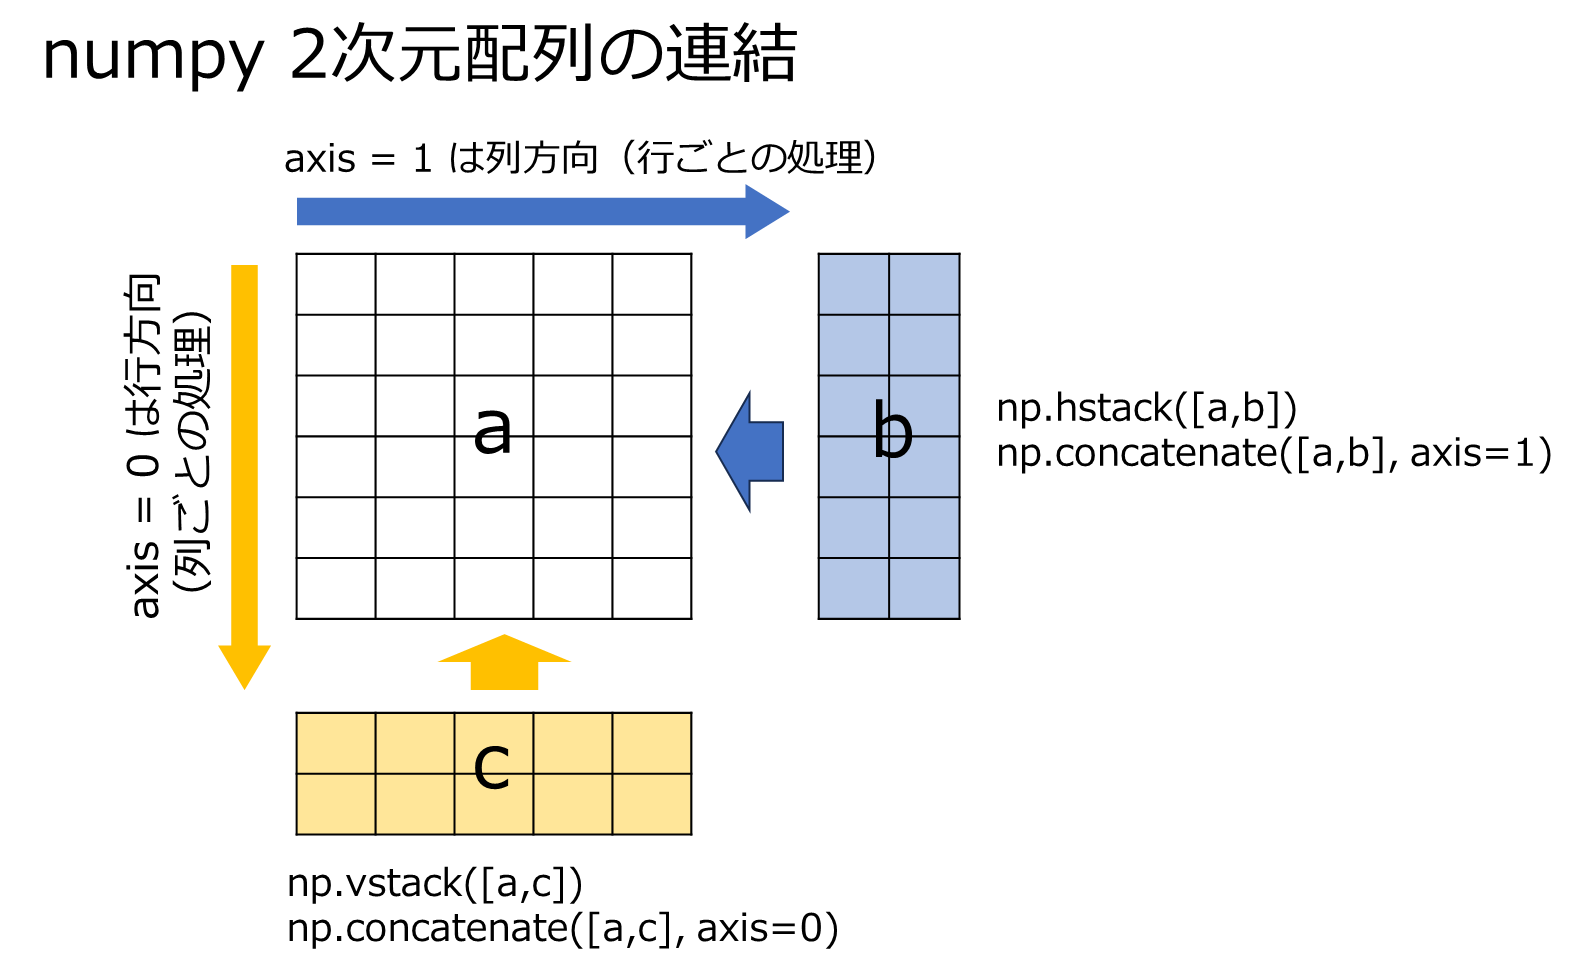 numpy 2次元配列の連結
axis = 1 は列方向（行ごとの処理）
axis = 0 は行方向
（列ごとの処理）
a
b
np.hstack([a,b])
np.concatenate([a,b], axis=1)
c
np.vstack([a,c])
np.concatenate([a,c], axis=0)